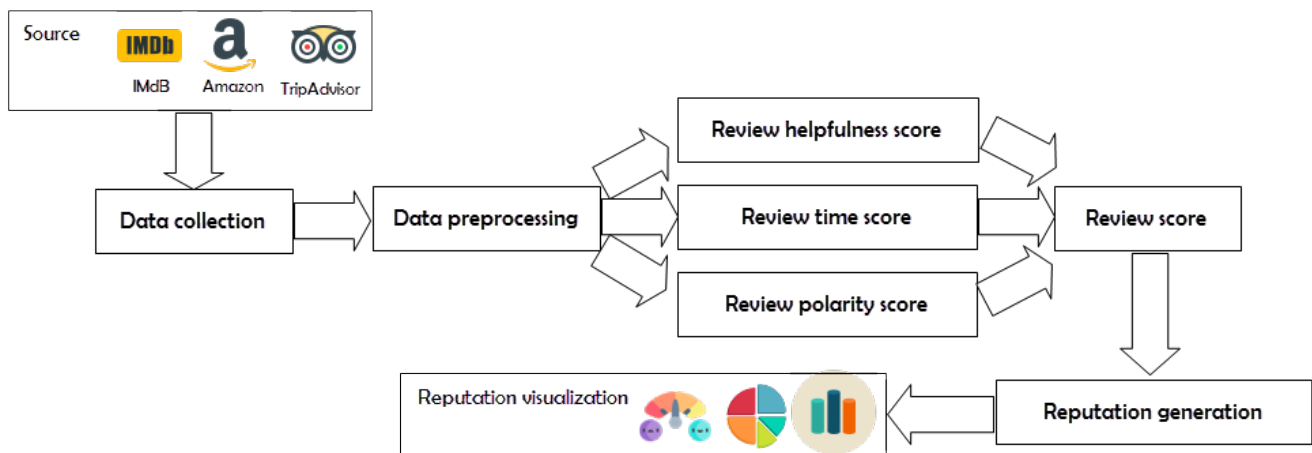 Source
IMDb
a
IMdB
Amazon
TripAdvisor
Review helpfulness score
Data collection
Data preprocessing
Review time score
Review score
Review polarity score
Reputation visualization
Reputation generation